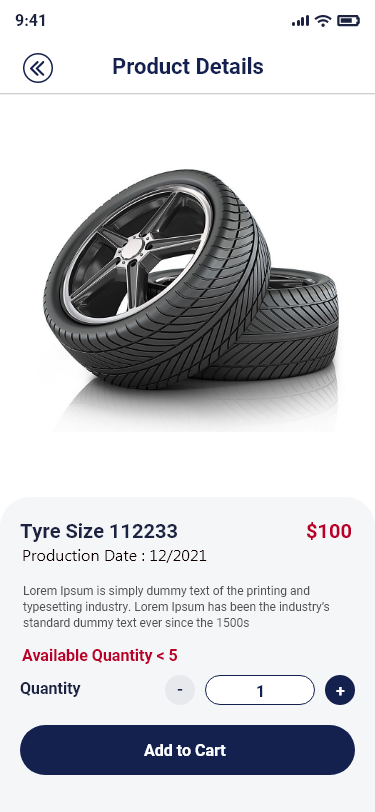 9:41
Product Details
Tyre Size 112233
$100
Production Date : 12/2021
Lorem Ipsum is simply dummy text of the printing and
typesetting industry. Lorem Ipsum has been the industry's
standard dummy text ever since the 1500s
Available Quantity < 5
Quantity
-
1
+
Add to Cart